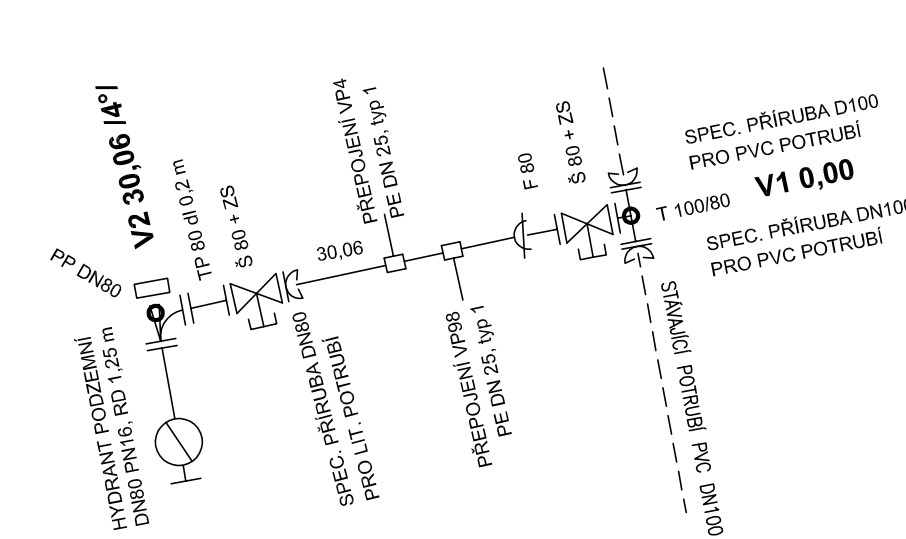 V2 30,06 /4°/
PP DN80
TP 80 dl 0,2 m
Š 80 + ZS
HYDRANT PODZEMNÍ
DN80 PN16, RD 1,25 m
30,06
PŘEPOJENÍ VP4
PE DN 25, typ 1
SPEC. PŘÍRUBA DN80
PRO LIT. POTRUBÍ
PŘEPOJENÍ VP98
PE DN 25, typ 1
F 80
Š 80 + ZS
SPEC. PŘÍRUBA D100
PRO PVC POTRUBÍ
T 100/80
V1 0,00
SPEC. PŘÍRUBA DN100
PRO PVC POTRUBÍ
STÁVAJÍCÍ POTRUBÍ PVC DN100